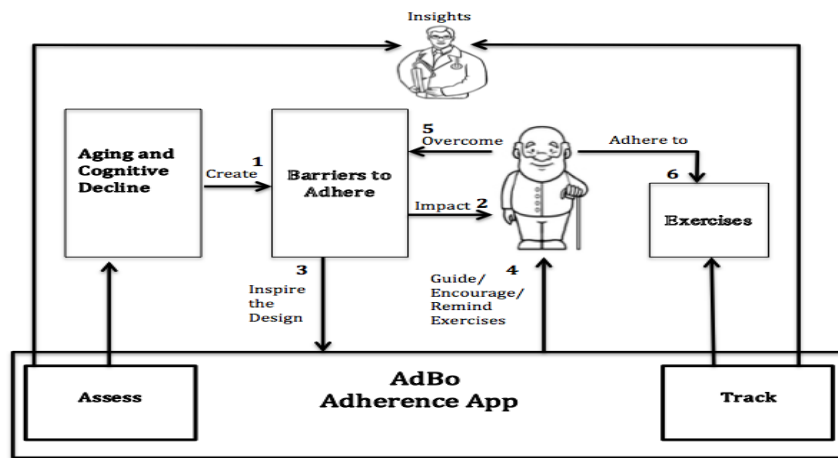 Insights
Aging and
Cognitive
Decline
1
Create
Barriers to
Adhere
5
Overcome
Impact 2
Adhere to
6
Exercises
3
Inspire
the
Design
Guide/ 4
Encourage/
Remind
Exercises
Assess
AdBo
Adherence App
Track